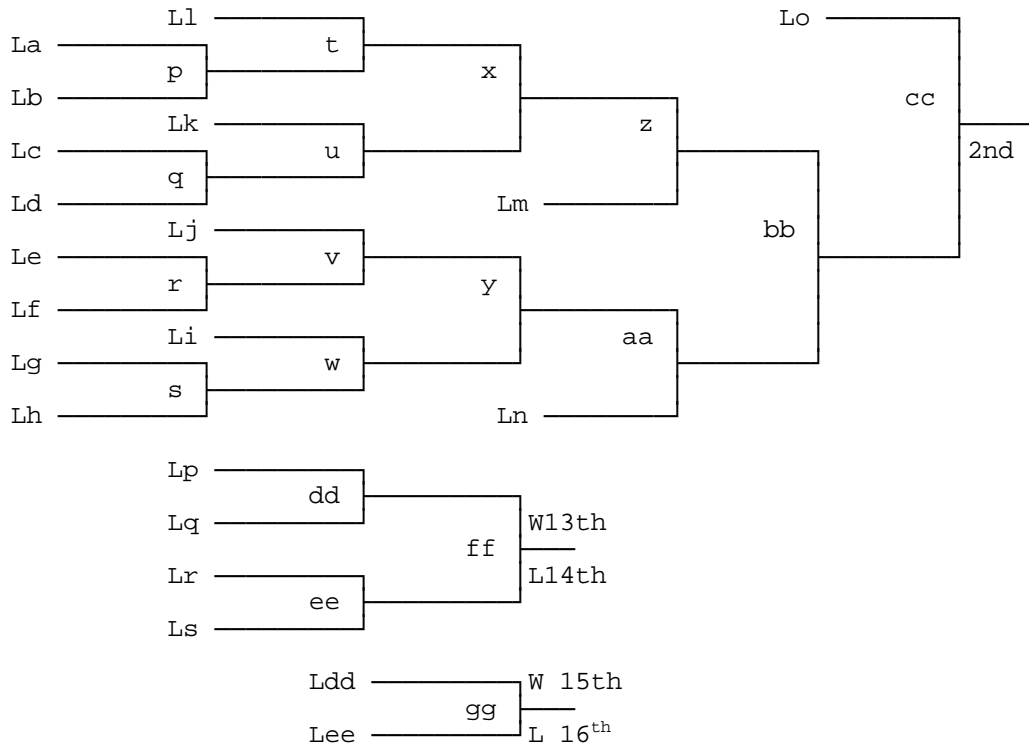 Ll Lo
La t
p x
Lb cc
Lk z
Lc u 2nd
q
Ld Lm
Lj bb
Le v
r y
Lf
Li aa
Lg w
s
Lh Ln
Lp
dd
Lq W13th
ff
Lr L14th
ee
Ls
Ldd W 15th
gg
Lee L 16th